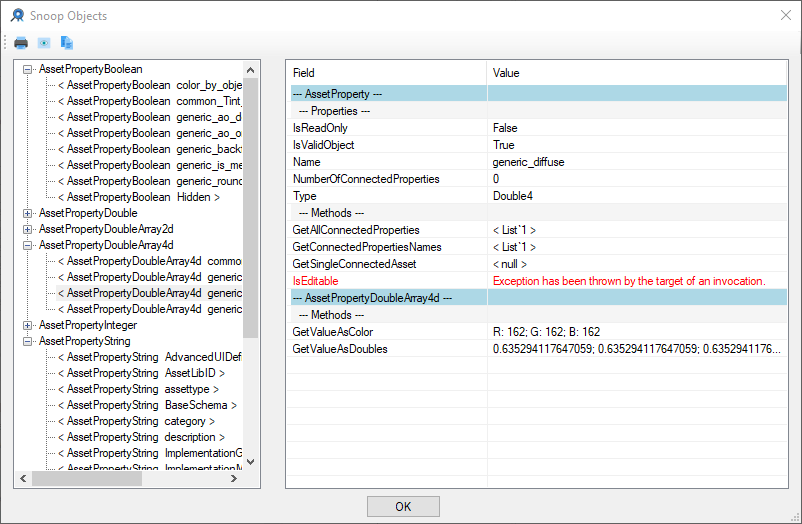 Snoop Objects
AssetPropertyBoolean
< AssetPropertyBoolean color_by_obje
< AssetPropertyBoolean common_Tint_
< AssetPropertyBoolean generic_ao_d
< AssetPropertyBoolean generic_ao_o
< AssetPropertyBoolean generic_backf
< AssetPropertyBoolean generic_is_me
< AssetPropertyBoolean generic_roun
< AssetPropertyBoolean Hidden >
AssetPropertyDouble
AssetPropertyDoubleArray2d
AssetPropertyDoubleArray4d
< AssetPropertyDoubleArray4d commo
< AssetPropertyDoubleArray4d generic
< AssetPropertyDoubleArray4d generic
< AssetPropertyDoubleArray4d generic
AssetPropertyInteger
AssetPropertyString
< AssetPropertyString AdvancedUIDef
< AssetPropertyString AssetLibID >
< AssetPropertyString assettype >
< AssetPropertyString BaseSchema >
< AssetPropertyString category >
< AssetPropertyString description >
< AssetPropertyString ImplementationG
< AssetPropertyString ImplementationM
Field Value
--- AssetProperty ---
--- Properties ---
IsReadOnly False
IsValidObject True
Name generic_diffuse
NumberOfConnectedProperties 0
Type Double4
--- Methods ---
GetAllConnectedProperties < List`1 >
GetConnectedPropertiesNames < List`1 >
GetSingleConnectedAsset < null >
IsEditable Exception has been thrown by the target of an invocation.
--- AssetPropertyDoubleArray4d ---
--- Methods ---
GetValueAsColor R: 162; G: 162; B: 162
GetValueAsDoubles 0.635294117647059; 0.635294117647059; 0.6352941176...
OK